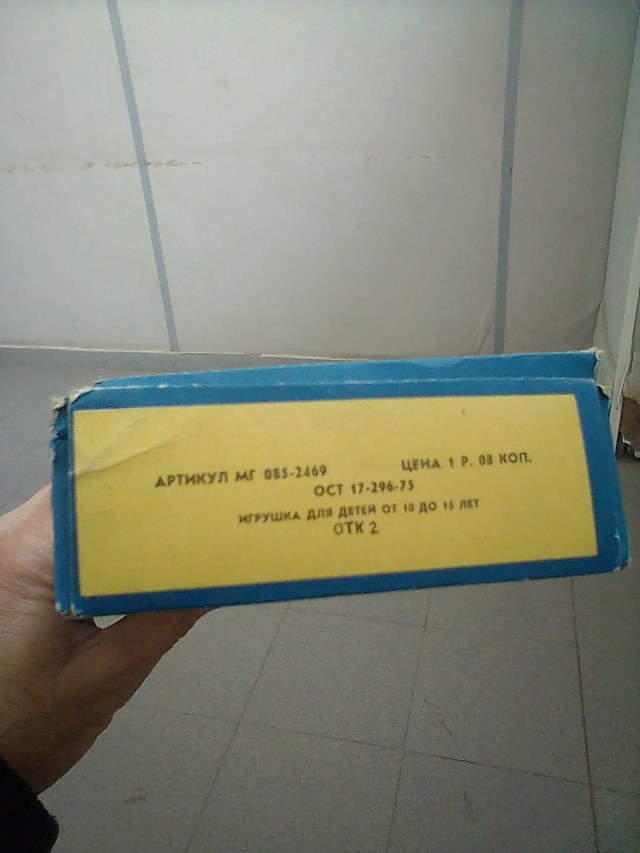 АРТИКУЛ МГ 085-2469 ЦЕНА 1 Р. 08 КОП.
ОСТ 17-296-75
ИГРУШКА ДЛЯ ДЕТЕЙ ОТ 10 ДО 15 ЛЕТ
ОТК 2